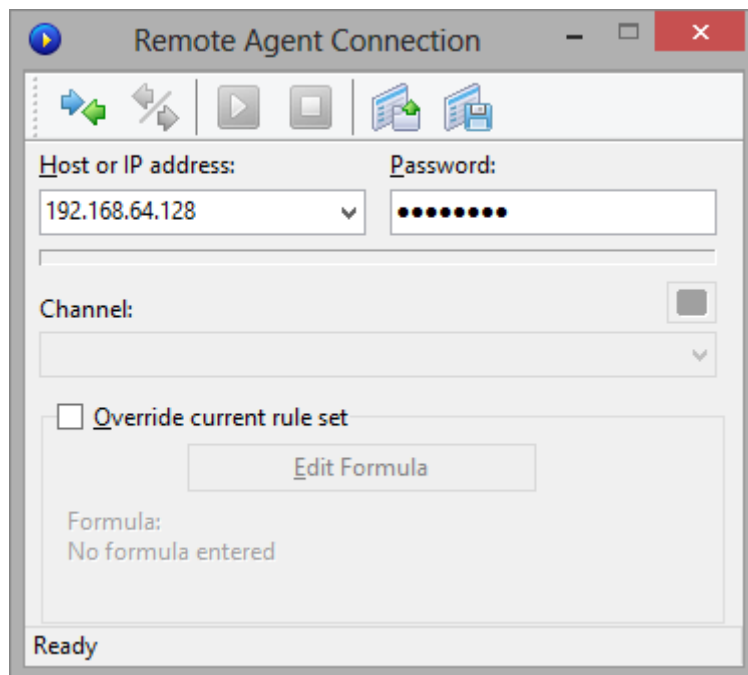 Remote Agent Connection
Host or IP address: Password:
192.168.64.128 ••••••••
Channel:
Override current rule set
Edit Formula
Formula:
No formula entered
Ready